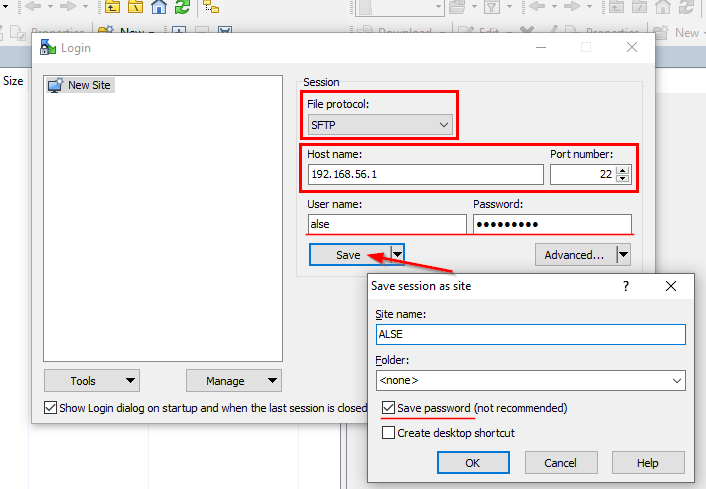 Properties
New
Download
Edit
Properties
New
Size
Login
New Site
Session
File protocol:
SFTP
Host name:
Port number:
192.168.56.1
22
User name:
Password:
alse
•••••••••
Save
Advanced...
Tools
Manage
Show Login dialog on startup and when the last session is closed
Save session as site
?
Site name:
ALSE
Folder:
<none>
Save password (not recommended)
Create desktop shortcut
OK
Cancel
Help